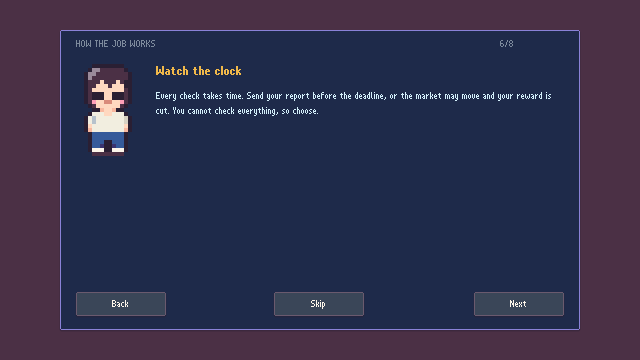 HOW THE JOB WORKS
6/8
Watch the clock
Every check takes time. Send your report before the deadline, or the market may move and your reward is
cut. You cannot check everything, so choose.
Back
Skip
Next